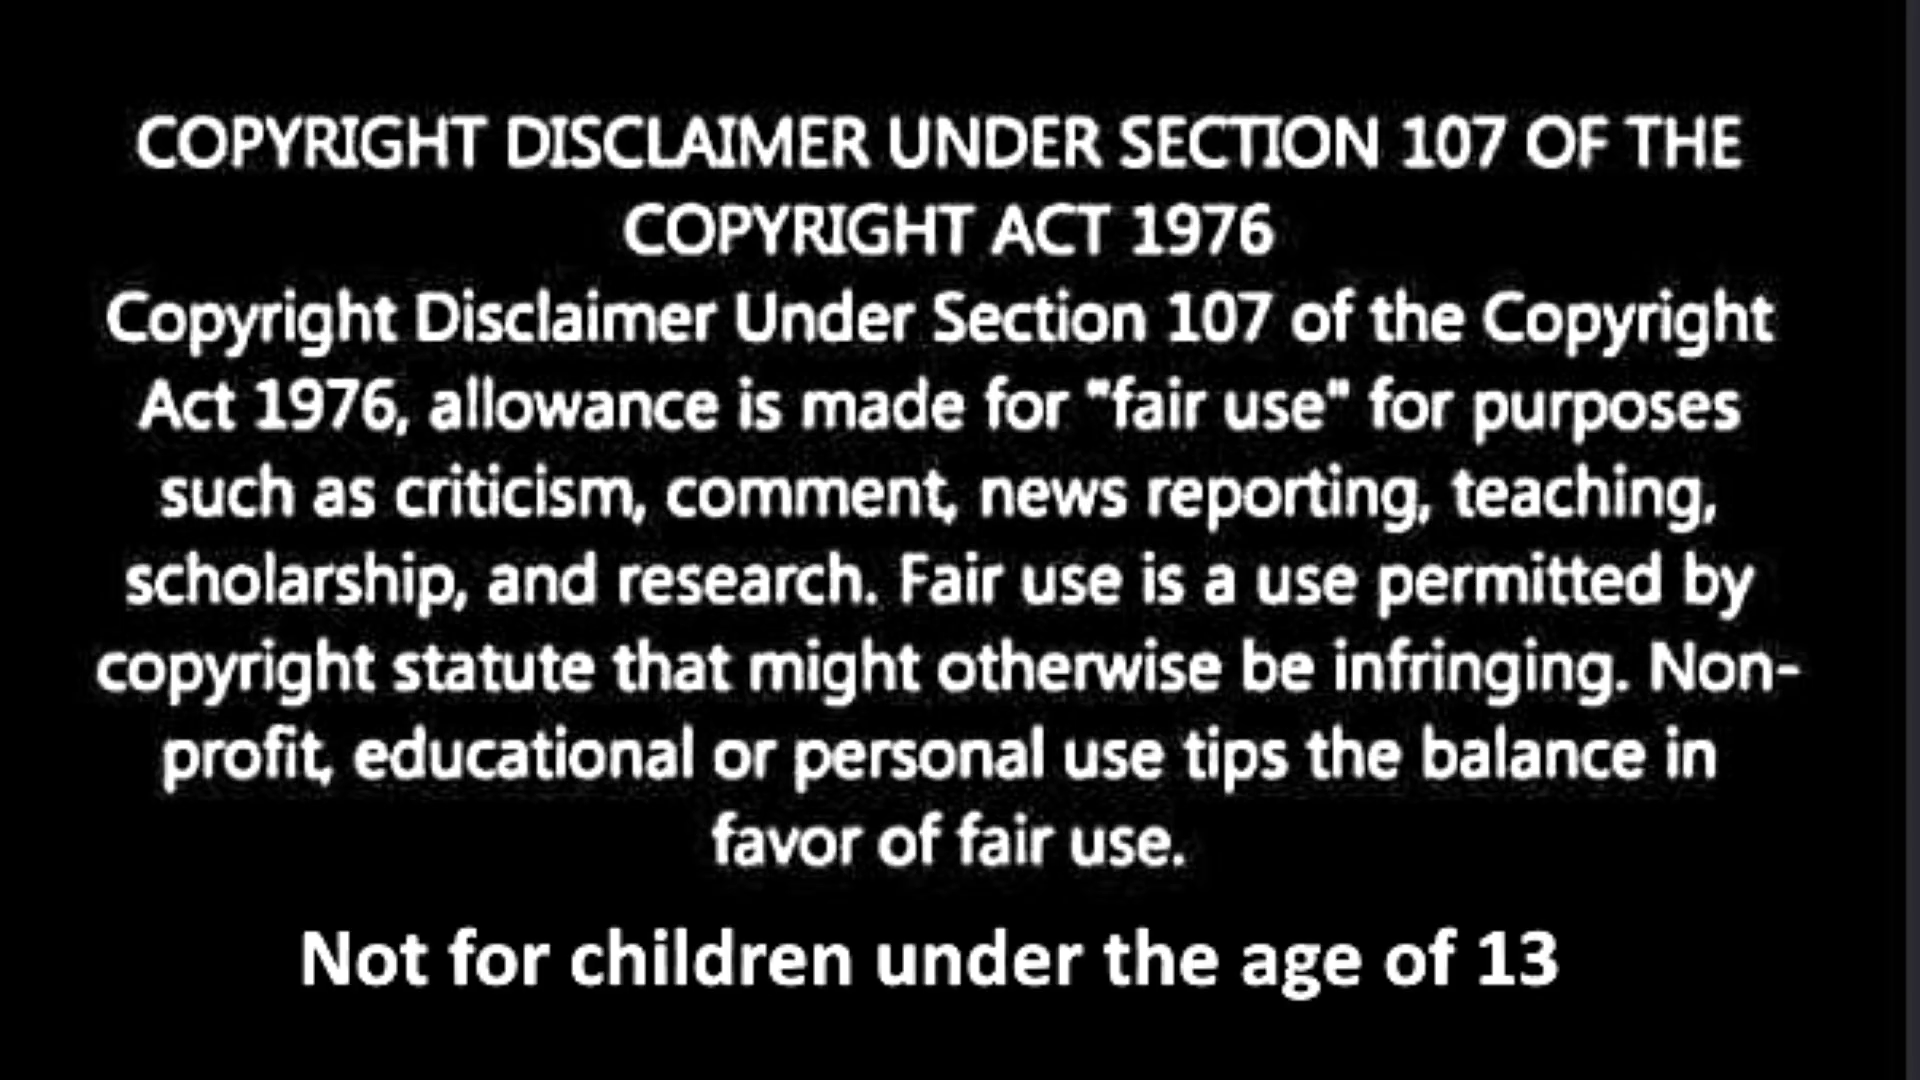 COPYRIGHT DISCLAIMER UNDER SECTION 107 OF THE
COPYRIGHT ACT 1976
Copyright Disclaimer Under Section 107 of the Copyright
Act 1976, allowance is made for "fair use" for purposes
such as criticism, comment, news reporting, teaching,
scholarship, and research. Fair use is a use permitted by
copyright statute that might otherwise be infringing. Non-
profit, educational or personal use tips the balance in
favor of fair use.
Not for children under the age of 13